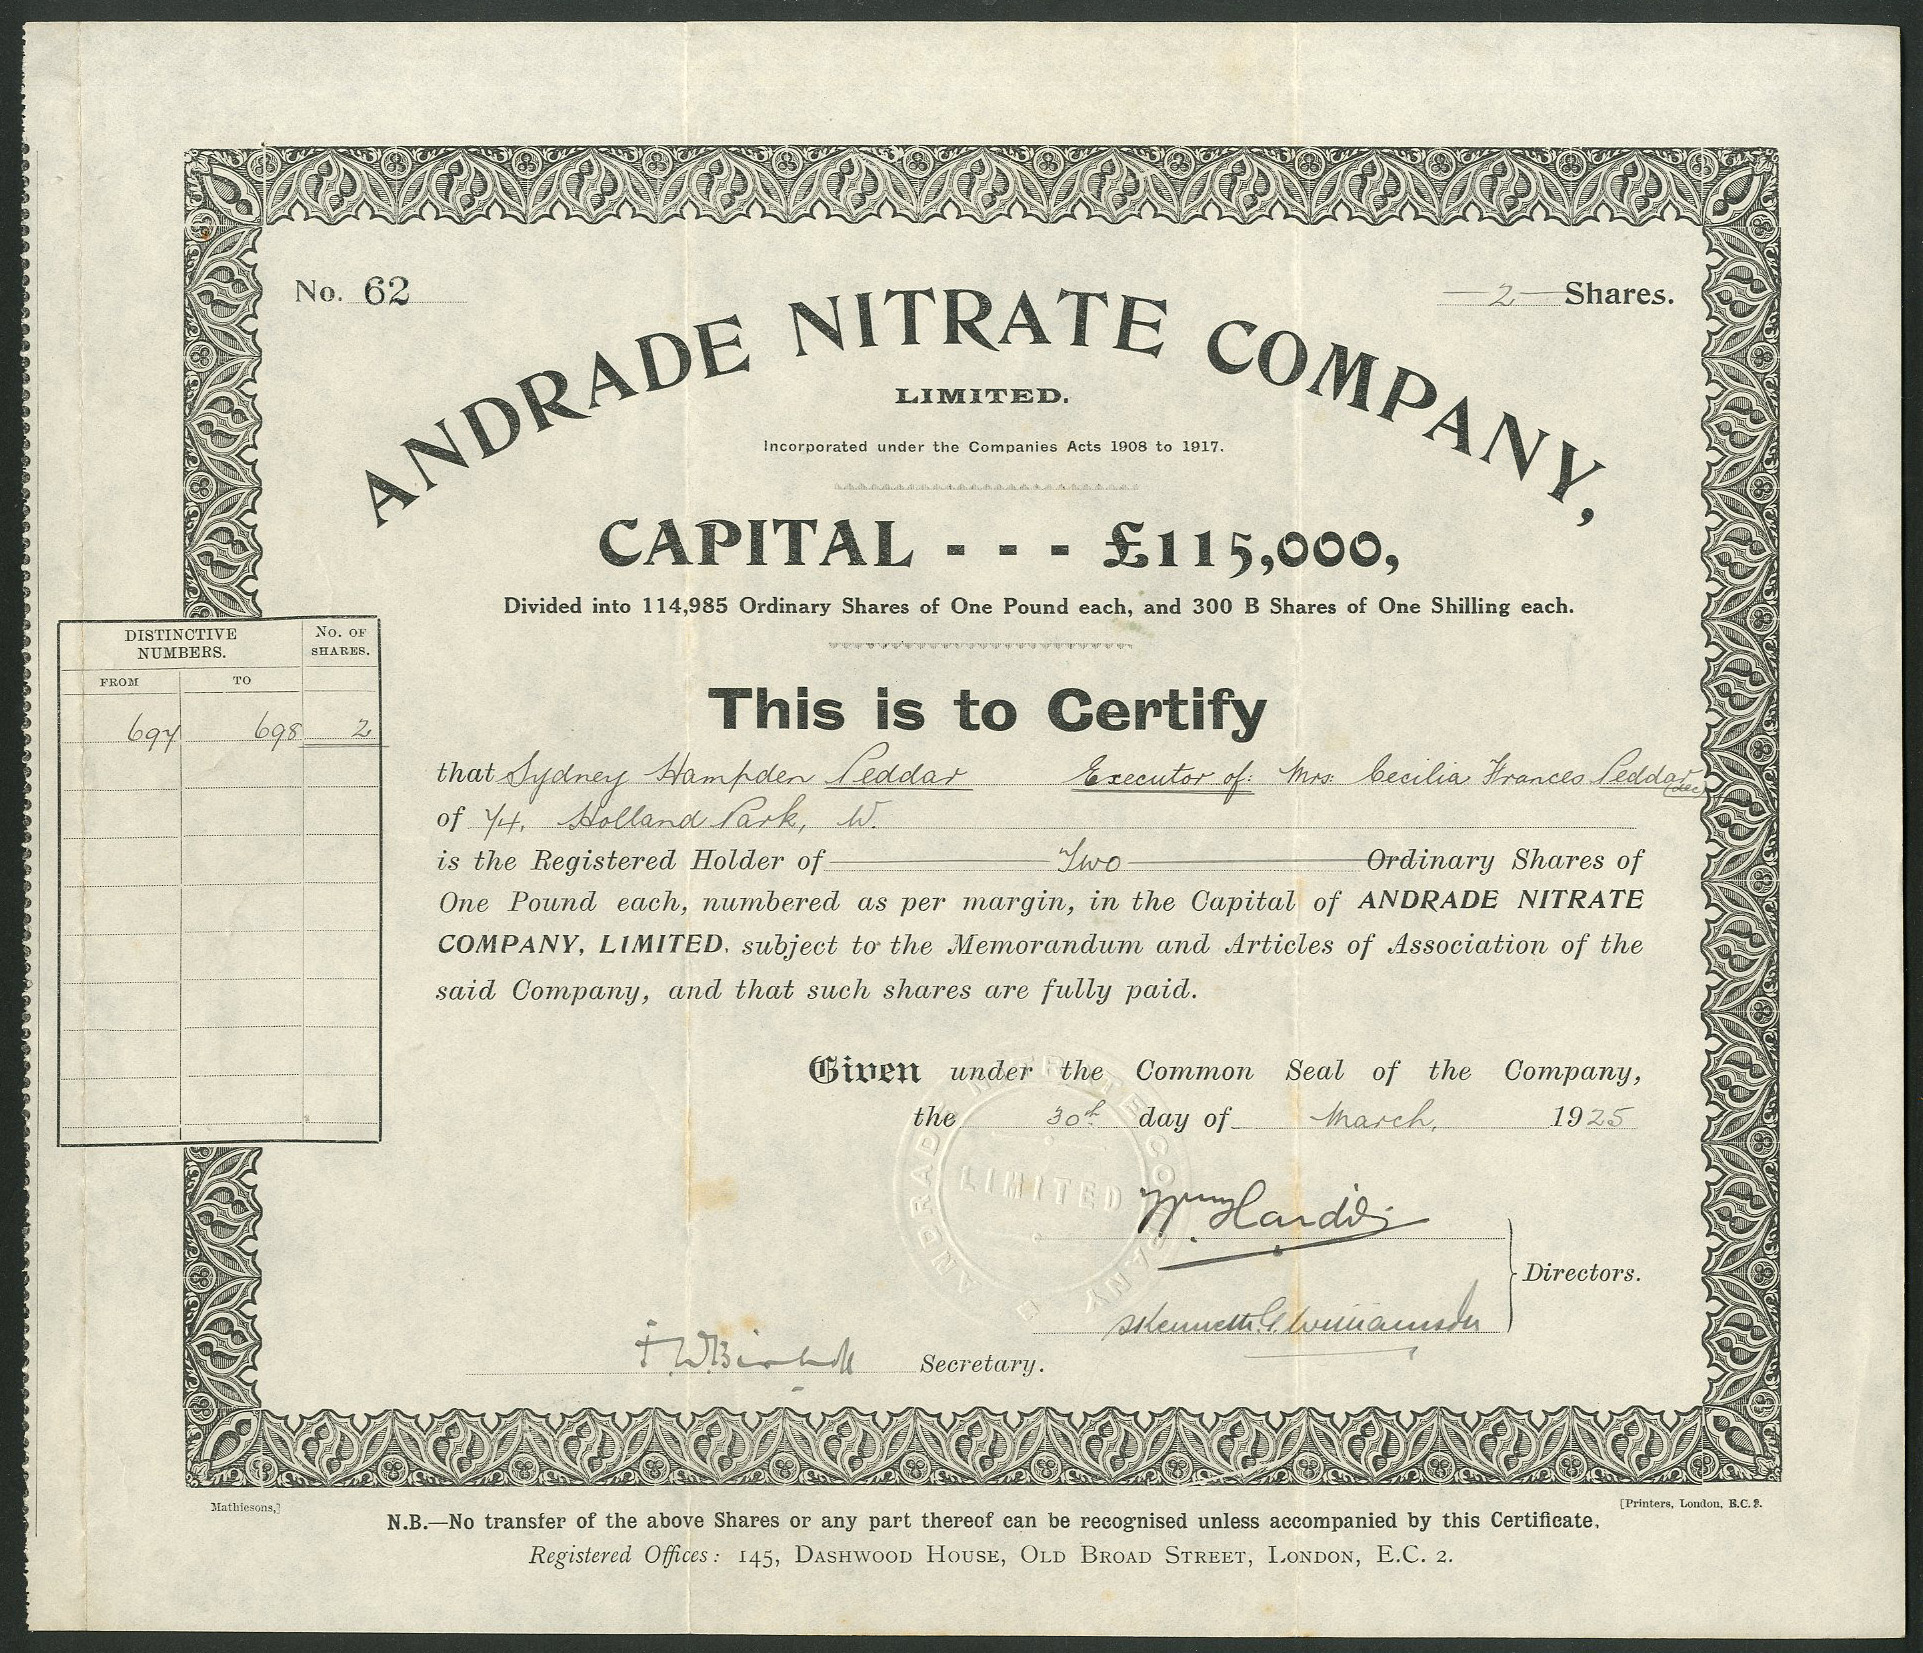 No. 62
2 Shares.
ANDRADE NITRATE COMPANY,
LIMITED.
Incorporated under the Companies Acts 1908 to 1917.
CAPITAL - - - £115,000,
Divided into 114,985 Ordinary Shares of One Pound each, and 300 B Shares of One Shilling each.
DISTINCTIVE NUMBERS. No. OF SHARES.
FROM TO
697 698 2
This is to Certify
that Sydney Hampden Peddar Executor of: Mrs. Cecilia Frances Peddar (dec)
of 74, Holland Park, W.
is the Registered Holder of Two Ordinary Shares of
One Pound each, numbered as per margin, in the Capital of ANDRADE NITRATE
COMPANY, LIMITED, subject to the Memorandum and Articles of Association of the
said Company, and that such shares are fully paid.
Given under the Common Seal of the Company,
the 30th day of March, 1925
ANDRADE NITRATE COMPANY
LIMITED
Directors.
Kenneth G. Williamson
Secretary.
Mathiesons,]
[Printers, London, E.C. 2.
N.B.—No transfer of the above Shares or any part thereof can be recognised unless accompanied by this Certificate.
Registered Offices: 145, DASHWOOD HOUSE, OLD BROAD STREET, LONDON, E.C. 2.